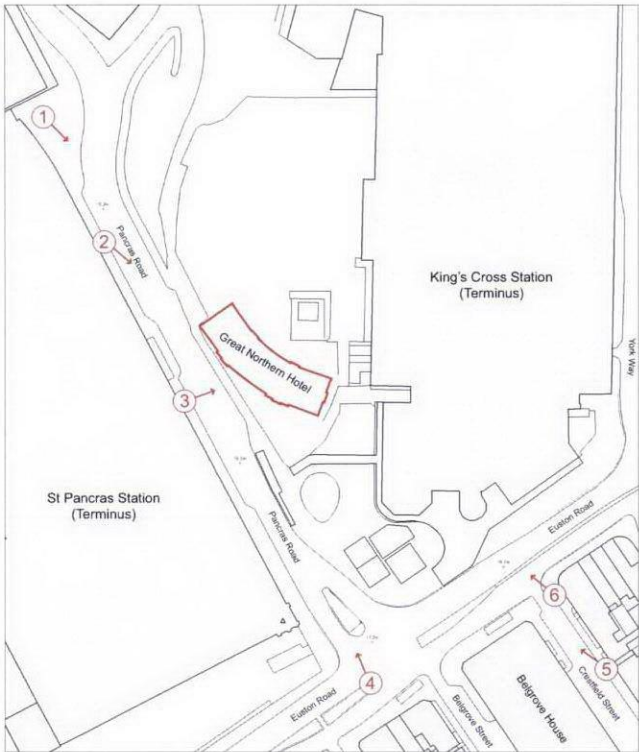 1
2
Pancras Road
Great Northern Hotel
King's Cross Station
(Terminus)
York Way
3
St Pancras Station
(Terminus)
Pancras Road
Euston Road
6
5
4
Crestfield Street
Belgrove House
Belgrove Street
Euston Road